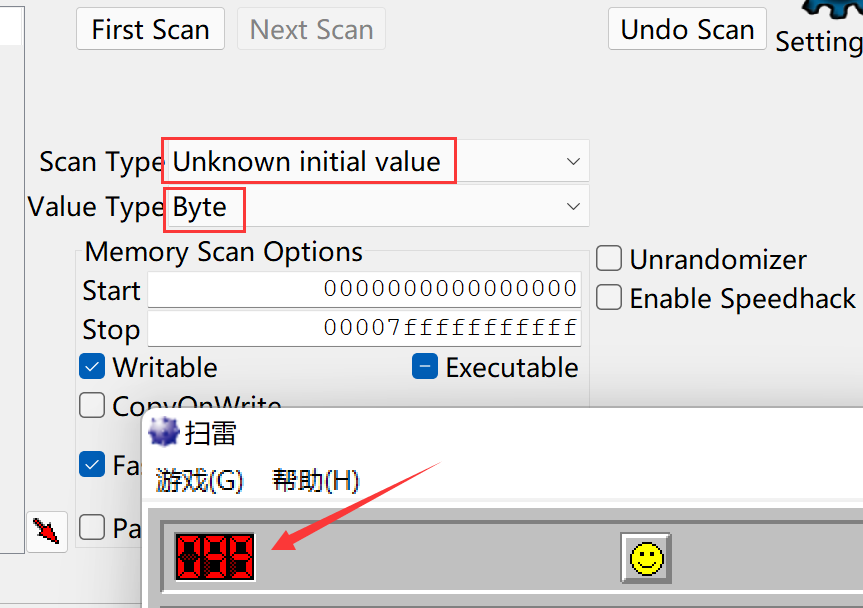 First Scan
Next Scan
Undo Scan
Setting
Scan Type
Unknown initial value
Value Type
Byte
Memory Scan Options
Start
0000000000000000
Unrandomizer
Stop
00007fffffffffff
Enable Speedhack
Writable
Executable
CopyOnWrite
扫雷
Fa
游戏(G) 帮助(H)
Pa